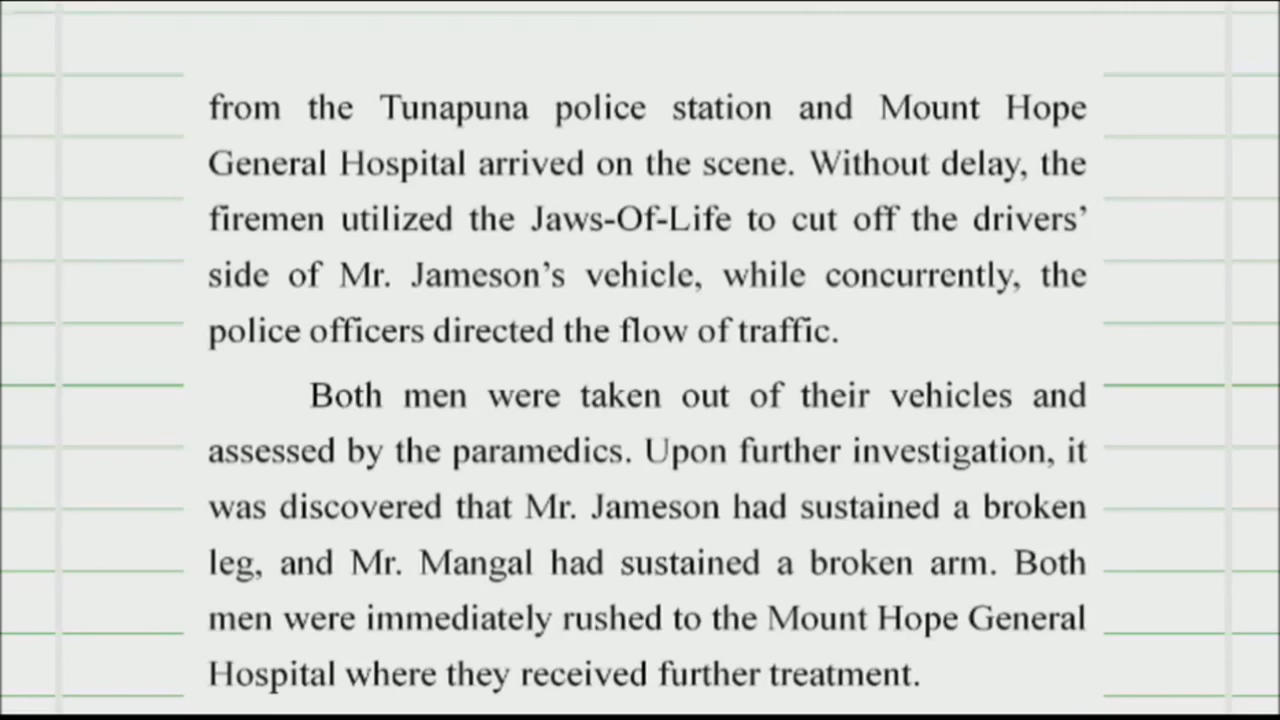 from the Tunapuna police station and Mount Hope
General Hospital arrived on the scene. Without delay, the
firemen utilized the Jaws-Of-Life to cut off the drivers’
side of Mr. Jameson’s vehicle, while concurrently, the
police officers directed the flow of traffic.
Both men were taken out of their vehicles and
assessed by the paramedics. Upon further investigation, it
was discovered that Mr. Jameson had sustained a broken
leg, and Mr. Mangal had sustained a broken arm. Both
men were immediately rushed to the Mount Hope General
Hospital where they received further treatment.